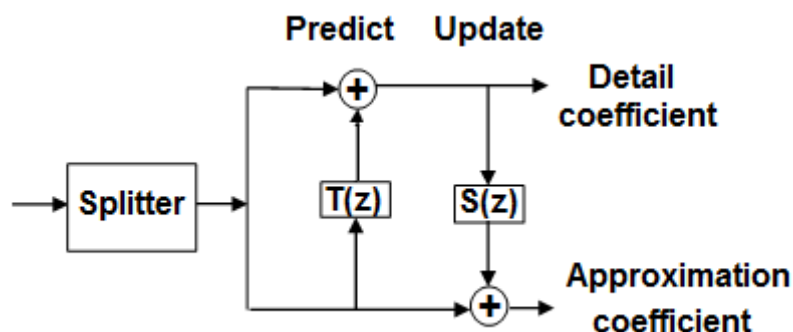 Predict Update
Detail
coefficient
+
Splitter
T(z) S(z)
+
Approximation
coefficient